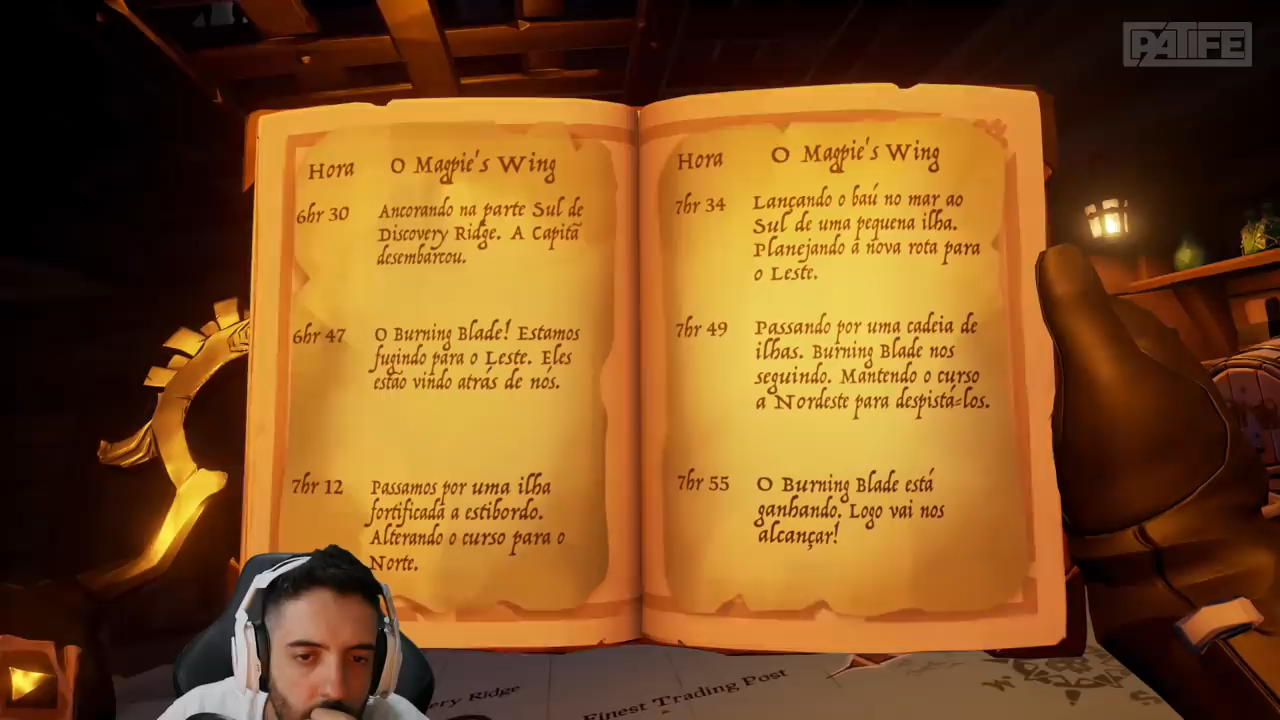 PATIFE
Hora O Magpie's Wing
6hr 30 Ancorando na parte Sul de
Discovery Ridge. A Capitã
desembarcou.
6hr 47 O Burning Blade! Estamos
fugindo para o Leste. Eles
estão vindo atrás de nós.
7hr 12 Passamos por uma ilha
fortificada a estibordo.
Alterando o curso para o
Norte.
Hora O Magpie's Wing
7hr 34 Lançando o baú no mar ao
Sul de uma pequena ilha.
Planejando a nova rota para
o Leste.
7hr 49 Passando por uma cadeia de
ilhas. Burning Blade nos
seguindo. Mantendo o curso
a Nordeste para despistá-los.
7hr 55 O Burning Blade está
ganhando. Logo vai nos
alcançar!
Ridge
Finest Trading Post
W